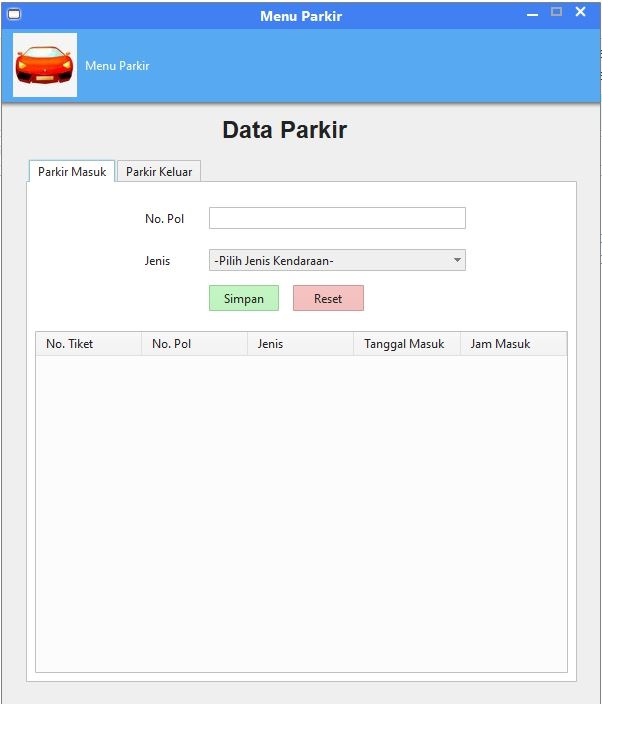 Menu Parkir
Menu Parkir
Data Parkir
Parkir Masuk Parkir Keluar
No. Pol
Jenis -Pilih Jenis Kendaraan-
Simpan Reset
No. Tiket No. Pol Jenis Tanggal Masuk Jam Masuk